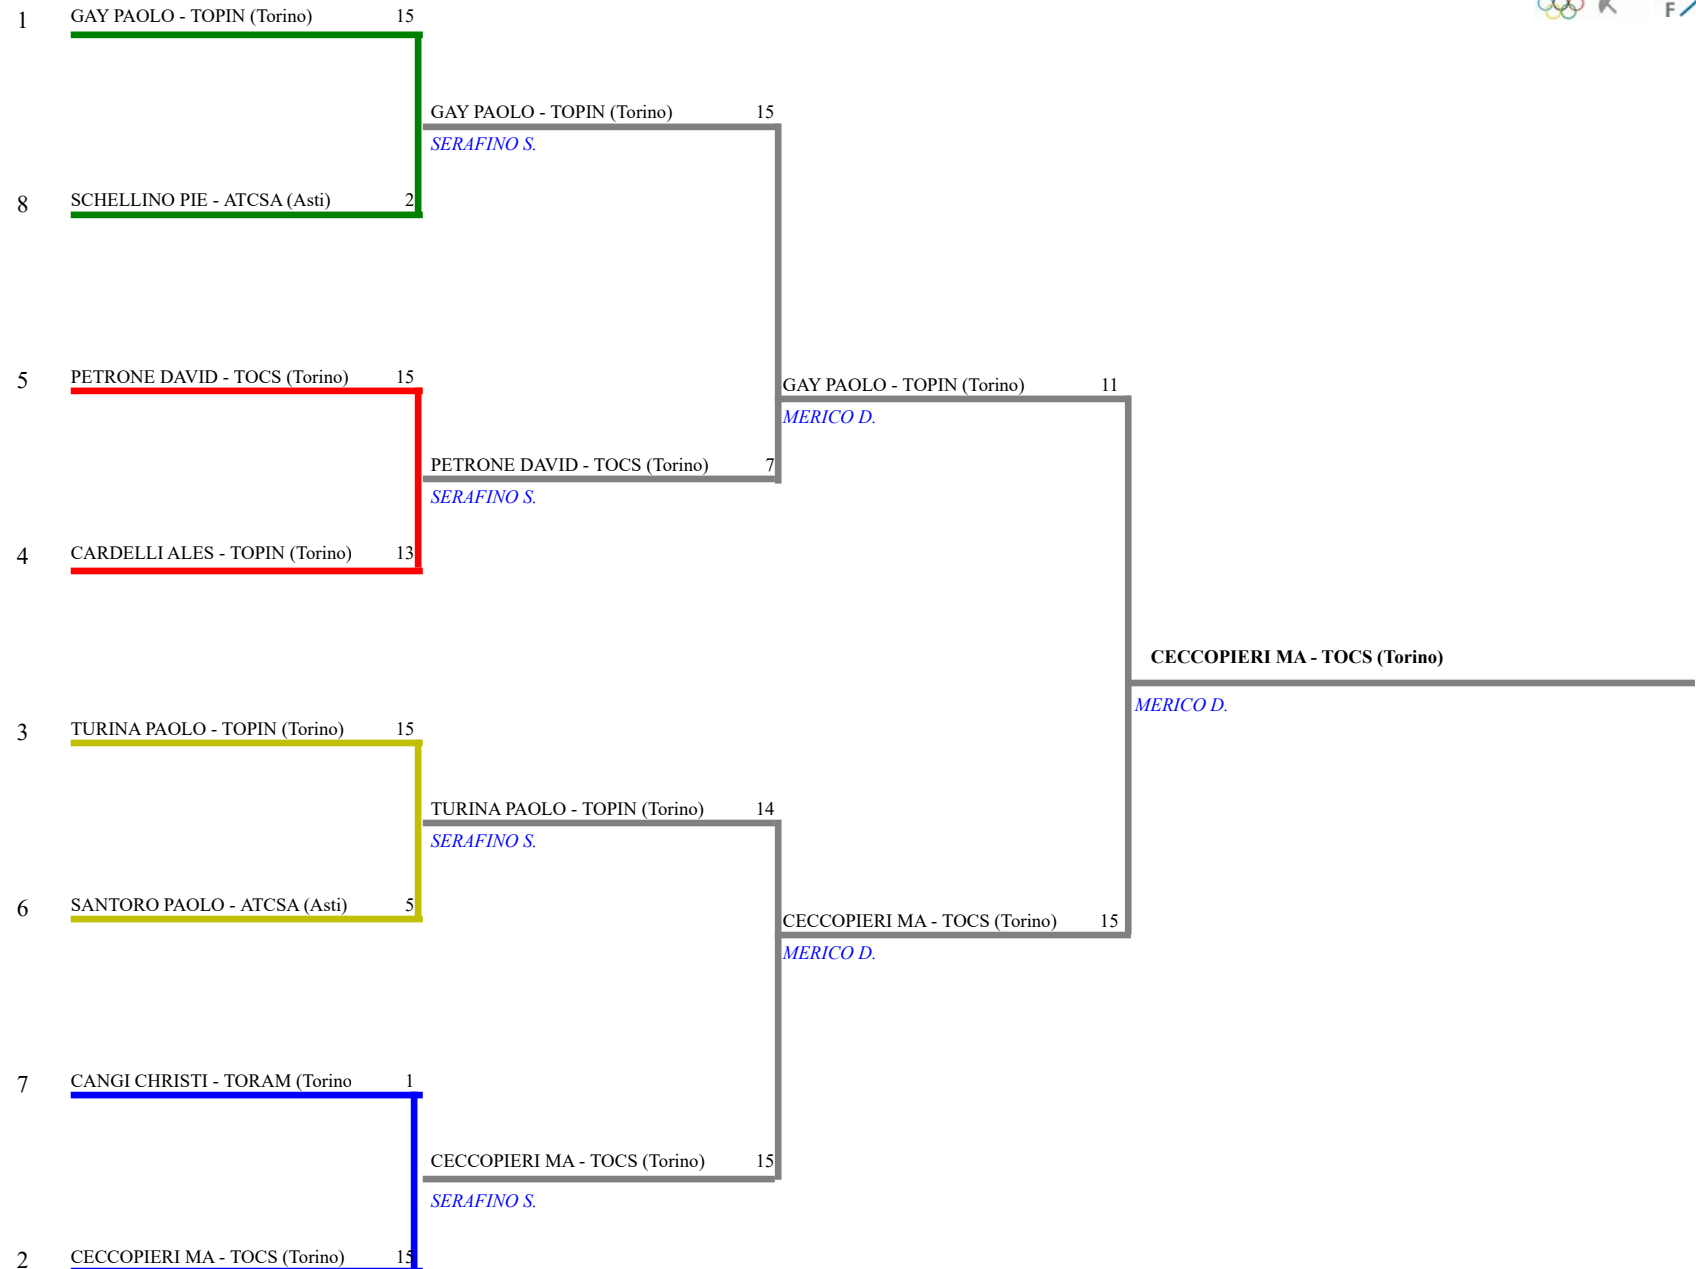 1 GAY PAOLO - TOPIN (Torino) 15
F
GAY PAOLO - TOPIN (Torino) 15
SERAFINO S.
8 SCHELLINO PIE - ATCSA (Asti) 2
5 PETRONE DAVID - TOCS (Torino) 15
GAY PAOLO - TOPIN (Torino) 11
MERICO D.
PETRONE DAVID - TOCS (Torino) 7
SERAFINO S.
4 CARDELLI ALES - TOPIN (Torino) 13
CECCOPIERI MA - TOCS (Torino)
MERICO D.
3 TURINA PAOLO - TOPIN (Torino) 15
TURINA PAOLO - TOPIN (Torino) 14
SERAFINO S.
6 SANTORO PAOLO - ATCSA (Asti) 5
CECCOPIERI MA - TOCS (Torino) 15
MERICO D.
7 CANGI CHRISTI - TORAM (Torino 1
CECCOPIERI MA - TOCS (Torino) 15
SERAFINO S.
2 CECCOPIERI MA - TOCS (Torino) 15